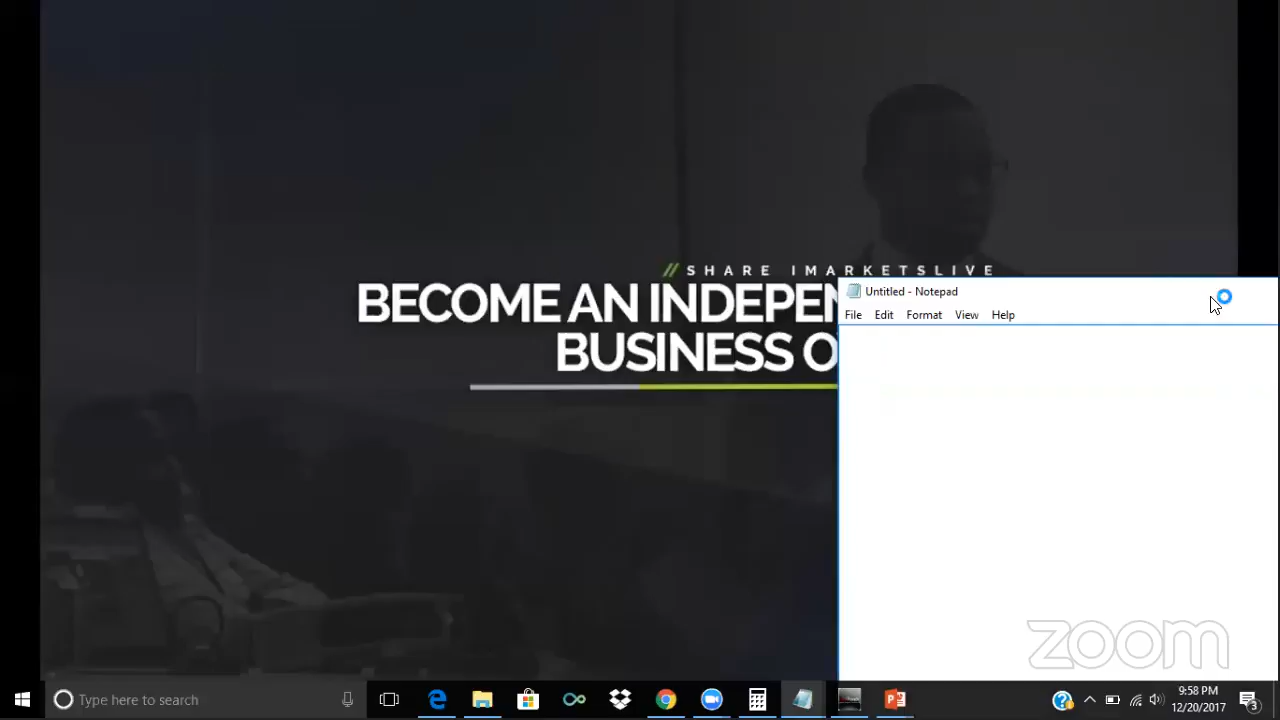 // SHARE IMARKETSLIVE
BECOME AN INDEPEN
BUSINESS O
Untitled - Notepad
File Edit Format View Help
zoom
Type here to search
9:58 PM
12/20/2017
3